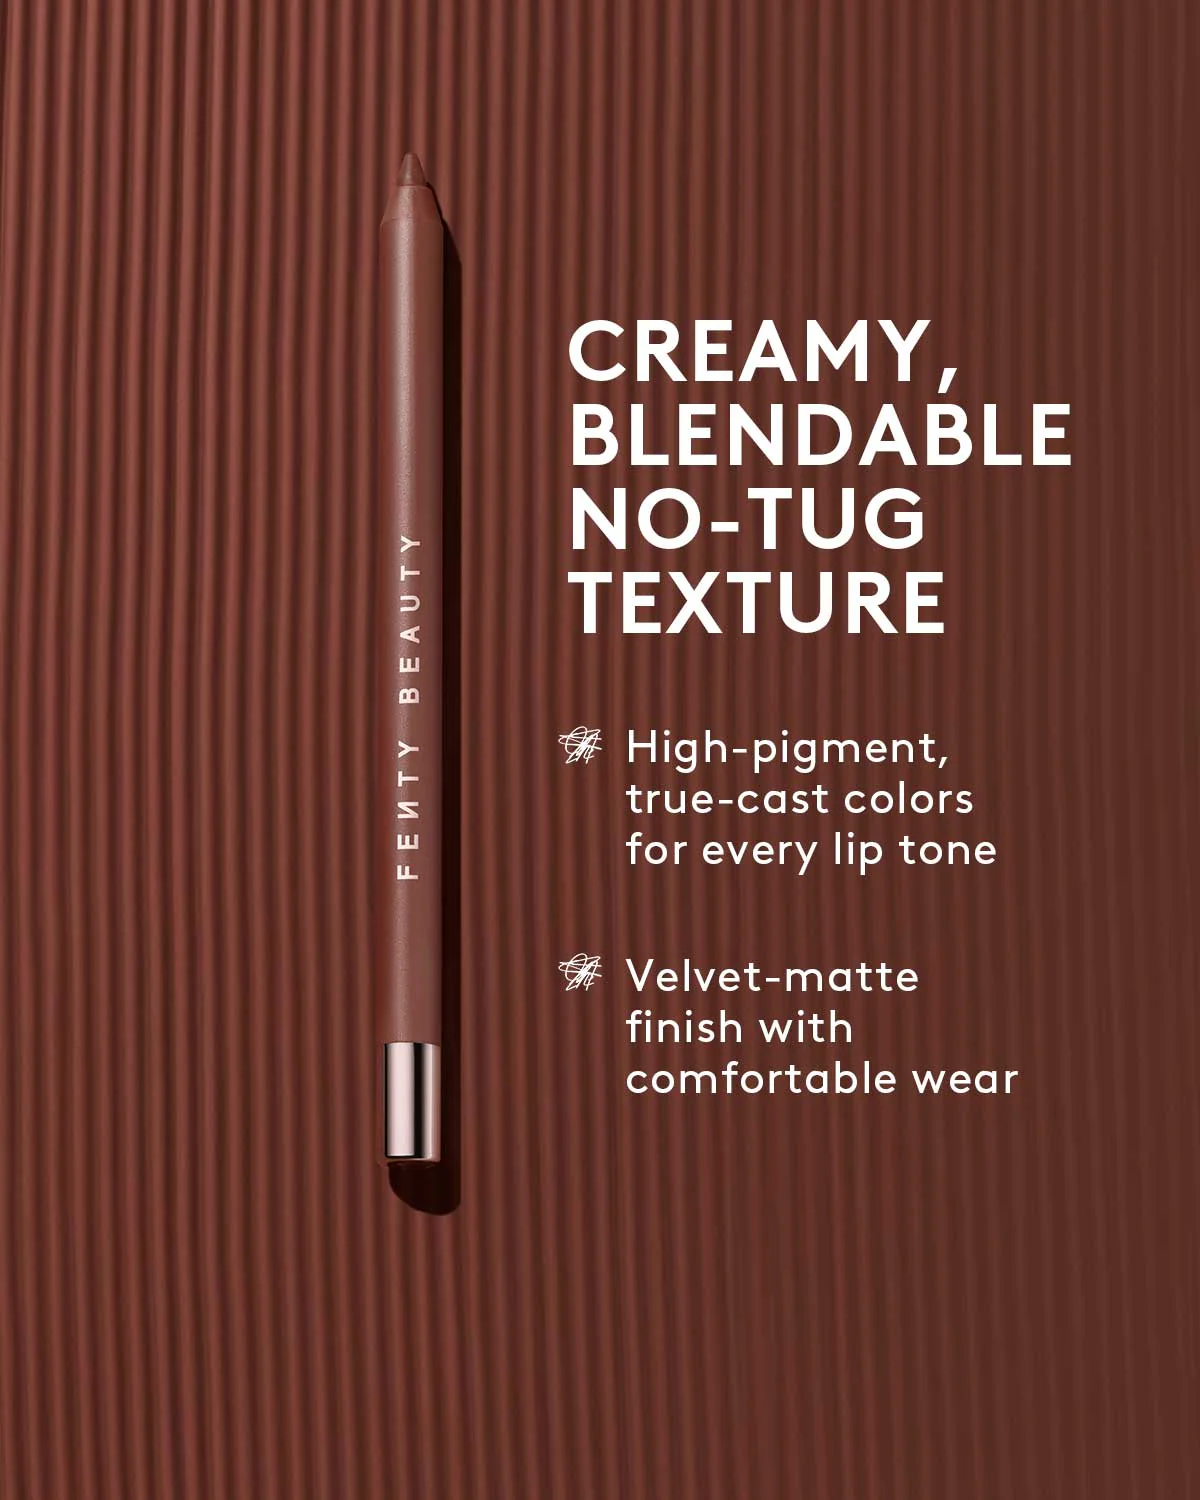 FEИTY BEAUTY
CREAMY,
BLENDABLE
NO-TUG
TEXTURE
High-pigment,
true-cast colors
for every lip tone
Velvet-matte
finish with
comfortable wear